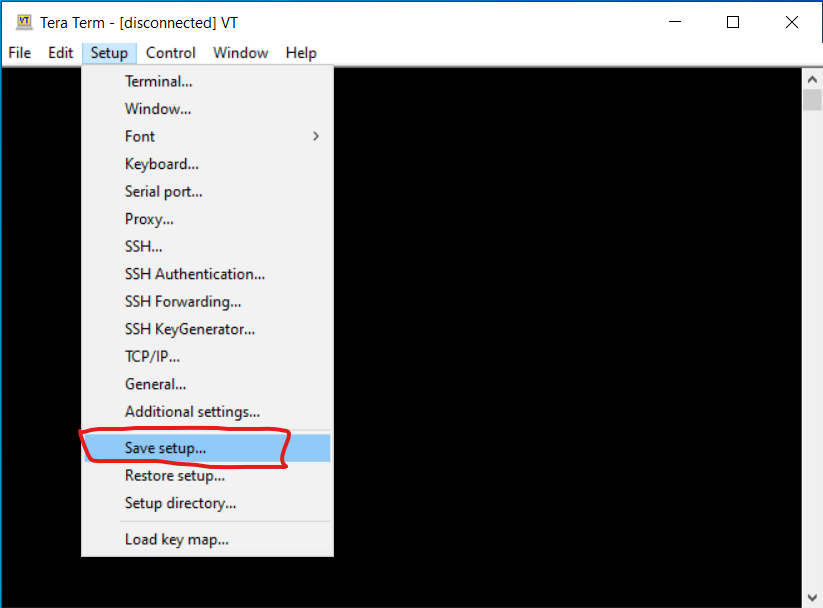 VT Tera Term - [disconnected] VT
File Edit Setup Control Window Help
Terminal...
Window...
Font
Keyboard...
Serial port...
Proxy...
SSH...
SSH Authentication...
SSH Forwarding...
SSH KeyGenerator...
TCP/IP...
General...
Additional settings...
Save setup...
Restore setup...
Setup directory...
Load key map...